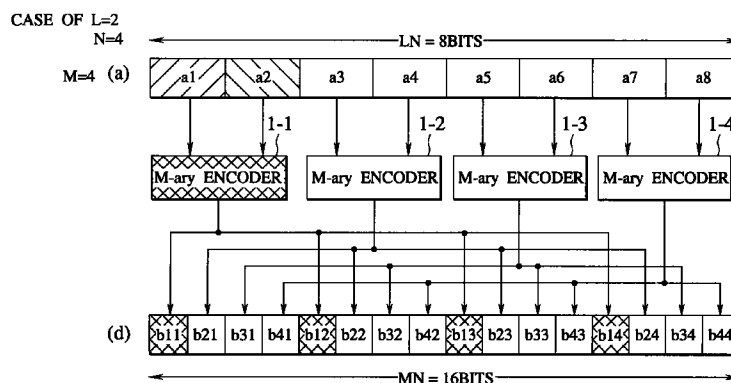 CASE OF L=2
N=4
LN = 8BITS
M=4 (a) a1 a2 a3 a4 a5 a6 a7 a8
1-1 1-2 1-3 1-4
M-ary ENCODER M-ary ENCODER M-ary ENCODER M-ary ENCODER
(d) b11 b21 b31 b41 b12 b22 b32 b42 b13 b23 b33 b43 b14 b24 b34 b44
MN = 16BITS